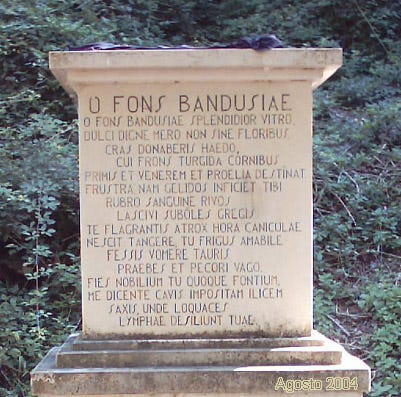 O FONS BANDUSIAE
O FONS BANDUSIAE SPLENDIDIOR VITRO,
DULCI DIGNE MERO NON SINE FLORIBUS,
CRAS DONABERIS HAEDO,
CUI FRONS TURGIDA CORNIBUS
PRIMIS ET VENEREM ET PROELIA DESTINAT
FRUSTRA NAM GELIDOS INFICIET TIBI
RUBRO SANGUINE RIVOS
LASCIVI SUBOLES GREGIS
TE FLAGRANTIS ATROX HORA CANICULAE
NESCIT TANGERE, TU FRIGUS AMABILE
FESSIS VOMERE TAURIS
PRAEBES ET PECORI VAGO.
FIES NOBILIUM TU QUOQUE FONTIUM,
ME DICENTE CAVIS IMPOSITAM ILICEM
SAXIS, UNDE LOQUACES
LYMPHAE DESILIUNT TUAE.
Agosto 2004